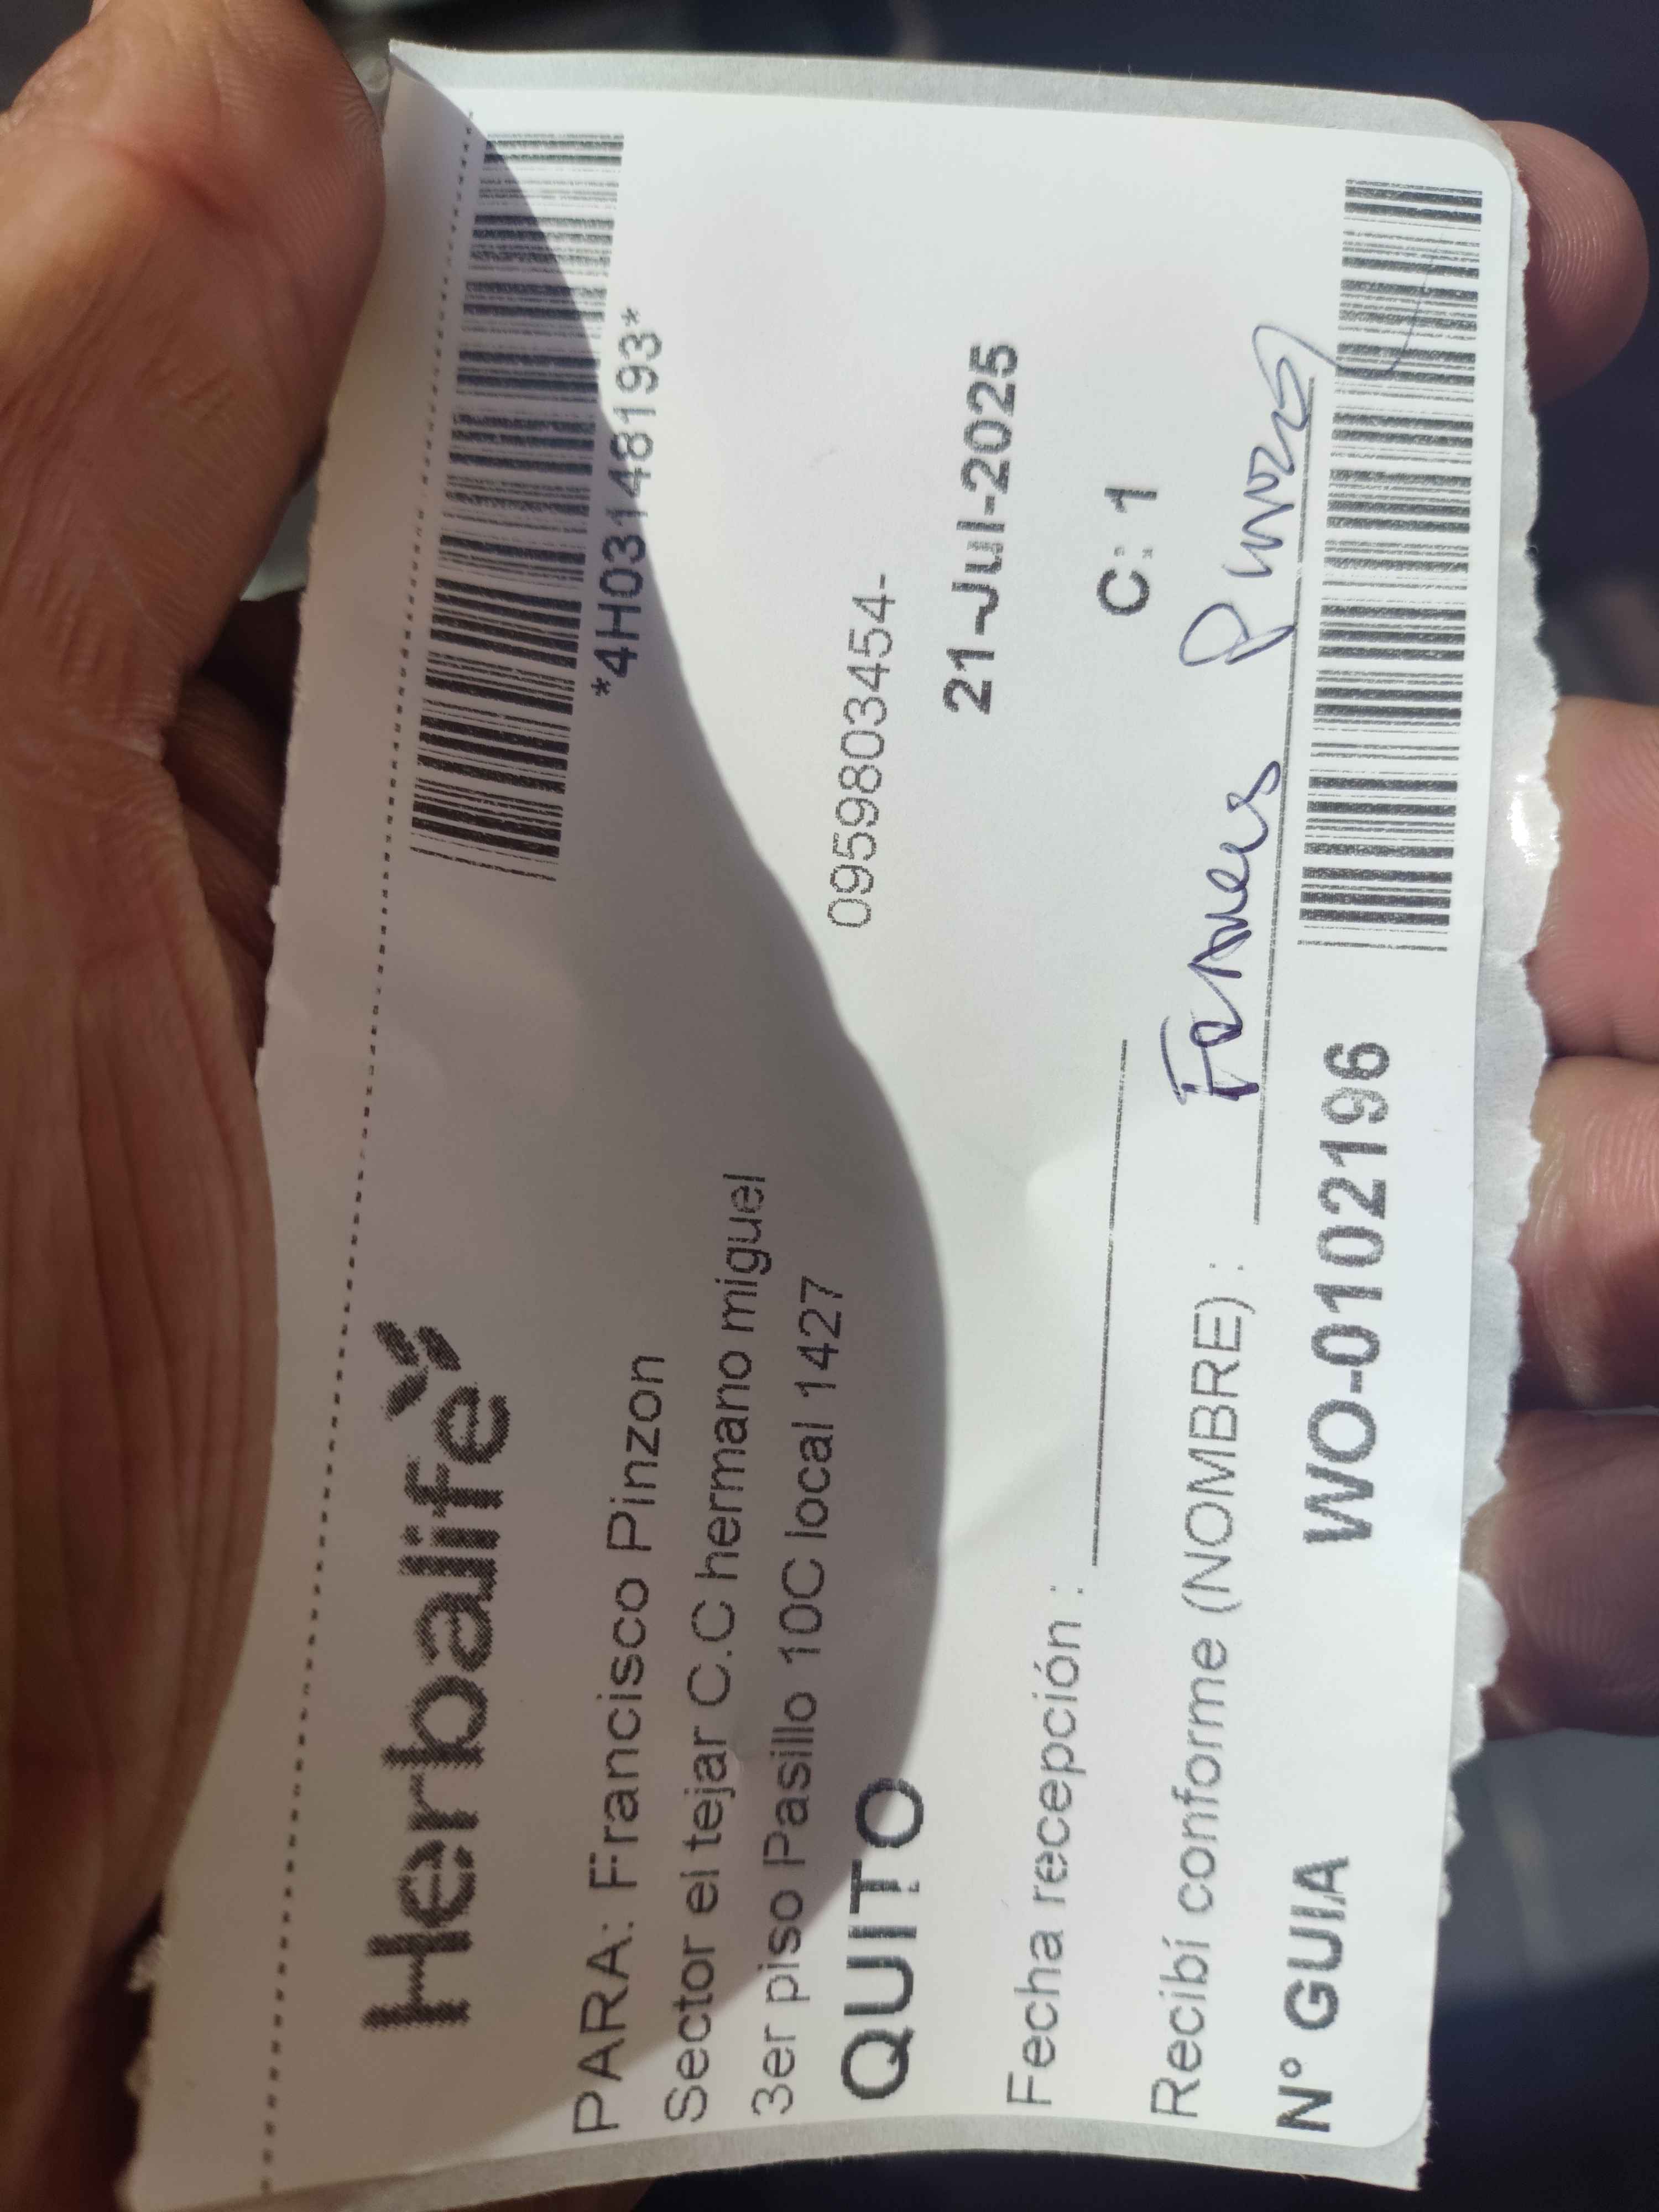 Herbalife
*4H03148193*
PARA: Francisco Pinzon
Sector el tejar C.C hermano miguel
3er piso Pasillo 10C local 1427
QUITO
0959803454-
21-Jul-2025
Fecha recepción :
C: 1
Recibí conforme (NOMBRE) :
N° GUIA WO-0102196